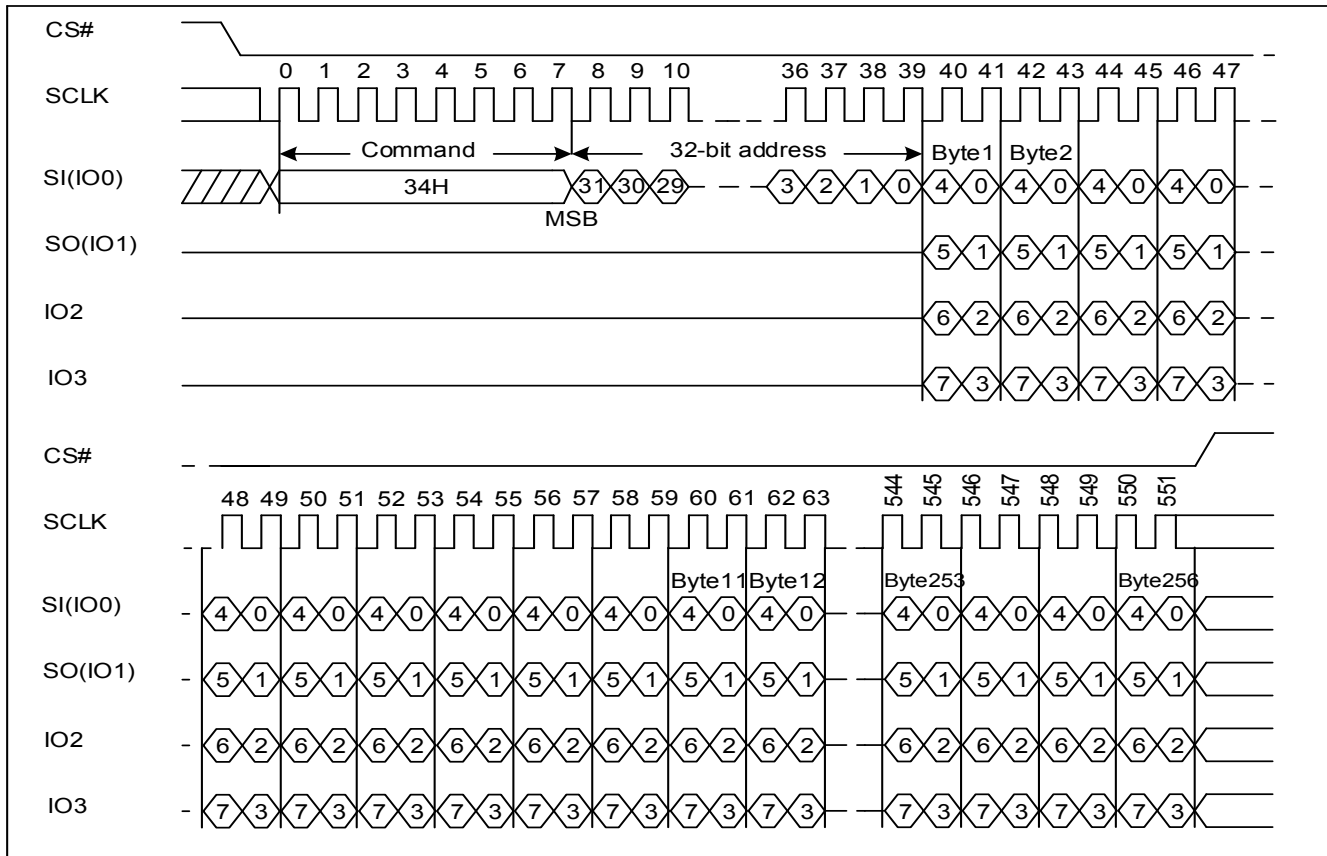 CS#
0 1 2 3 4 5 6 7 8 9 10 36 37 38 39 40 41 42 43 44 45 46 47
SCLK
Command 32-bit address Byte1 Byte2
SI(IO0) 34H 31 30 29 3 2 1 0 4 0 4 0 4 0 4 0
MSB
SO(IO1) 5 1 5 1 5 1 5 1
IO2 6 2 6 2 6 2 6 2
IO3 7 3 7 3 7 3 7 3
CS#
48 49 50 51 52 53 54 55 56 57 58 59 60 61 62 63 544 545 546 547 548 549 550 551
SCLK
Byte11 Byte12 Byte253 Byte256
SI(IO0) 4 0 4 0 4 0 4 0 4 0 4 0 4 0 4 0 4 0 4 0 4 0 4 0
SO(IO1) 5 1 5 1 5 1 5 1 5 1 5 1 5 1 5 1 5 1 5 1 5 1 5 1
IO2 6 2 6 2 6 2 6 2 6 2 6 2 6 2 6 2 6 2 6 2 6 2 6 2
IO3 7 3 7 3 7 3 7 3 7 3 7 3 7 3 7 3 7 3 7 3 7 3 7 3